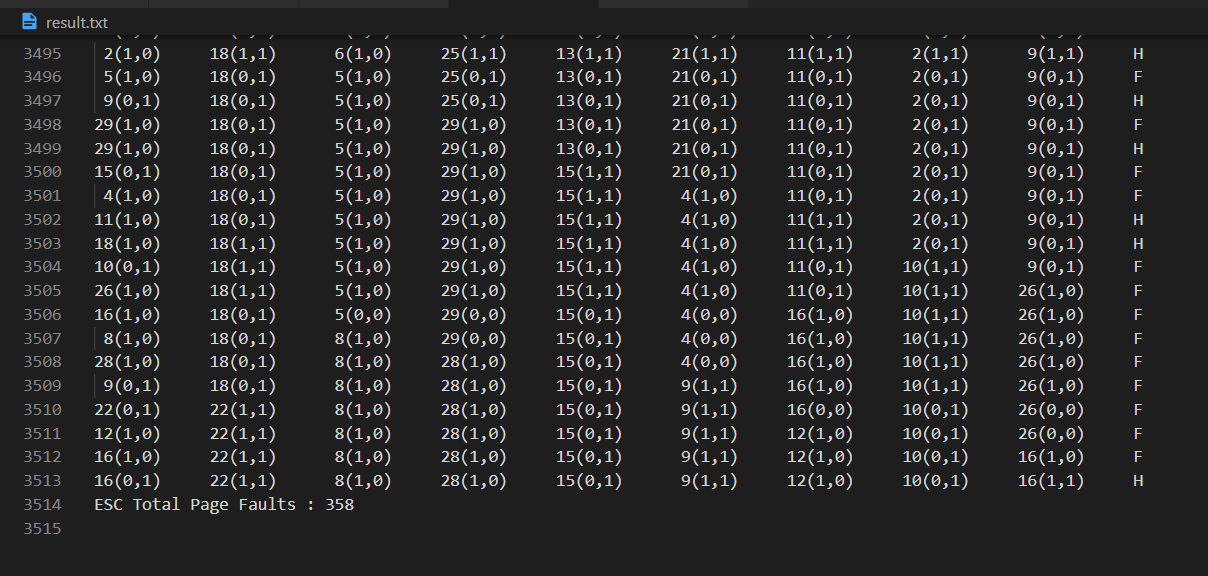 result.txt
3495 2(1,0) 18(1,1) 6(1,0) 25(1,1) 13(1,1) 21(1,1) 11(1,1) 2(1,1) 9(1,1) H
3496 5(1,0) 18(0,1) 5(1,0) 25(0,1) 13(0,1) 21(0,1) 11(0,1) 2(0,1) 9(0,1) F
3497 9(0,1) 18(0,1) 5(1,0) 25(0,1) 13(0,1) 21(0,1) 11(0,1) 2(0,1) 9(0,1) H
3498 29(1,0) 18(0,1) 5(1,0) 29(1,0) 13(0,1) 21(0,1) 11(0,1) 2(0,1) 9(0,1) F
3499 29(1,0) 18(0,1) 5(1,0) 29(1,0) 13(0,1) 21(0,1) 11(0,1) 2(0,1) 9(0,1) H
3500 15(0,1) 18(0,1) 5(1,0) 29(1,0) 15(1,1) 21(0,1) 11(0,1) 2(0,1) 9(0,1) F
3501 4(1,0) 18(0,1) 5(1,0) 29(1,0) 15(1,1) 4(1,0) 11(0,1) 2(0,1) 9(0,1) F
3502 11(1,0) 18(0,1) 5(1,0) 29(1,0) 15(1,1) 4(1,0) 11(1,1) 2(0,1) 9(0,1) H
3503 18(1,0) 18(1,1) 5(1,0) 29(1,0) 15(1,1) 4(1,0) 11(1,1) 2(0,1) 9(0,1) H
3504 10(0,1) 18(1,1) 5(1,0) 29(1,0) 15(1,1) 4(1,0) 11(0,1) 10(1,1) 9(0,1) F
3505 26(1,0) 18(1,1) 5(1,0) 29(1,0) 15(1,1) 4(1,0) 11(0,1) 10(1,1) 26(1,0) F
3506 16(1,0) 18(0,1) 5(0,0) 29(0,0) 15(0,1) 4(0,0) 16(1,0) 10(1,1) 26(1,0) F
3507 8(1,0) 18(0,1) 8(1,0) 29(0,0) 15(0,1) 4(0,0) 16(1,0) 10(1,1) 26(1,0) F
3508 28(1,0) 18(0,1) 8(1,0) 28(1,0) 15(0,1) 4(0,0) 16(1,0) 10(1,1) 26(1,0) F
3509 9(0,1) 18(0,1) 8(1,0) 28(1,0) 15(0,1) 9(1,1) 16(1,0) 10(1,1) 26(1,0) F
3510 22(0,1) 22(1,1) 8(1,0) 28(1,0) 15(0,1) 9(1,1) 16(0,0) 10(0,1) 26(0,0) F
3511 12(1,0) 22(1,1) 8(1,0) 28(1,0) 15(0,1) 9(1,1) 12(1,0) 10(0,1) 26(0,0) F
3512 16(1,0) 22(1,1) 8(1,0) 28(1,0) 15(0,1) 9(1,1) 12(1,0) 10(0,1) 16(1,0) F
3513 16(0,1) 22(1,1) 8(1,0) 28(1,0) 15(0,1) 9(1,1) 12(1,0) 10(0,1) 16(1,1) H
3514 ESC Total Page Faults : 358
3515